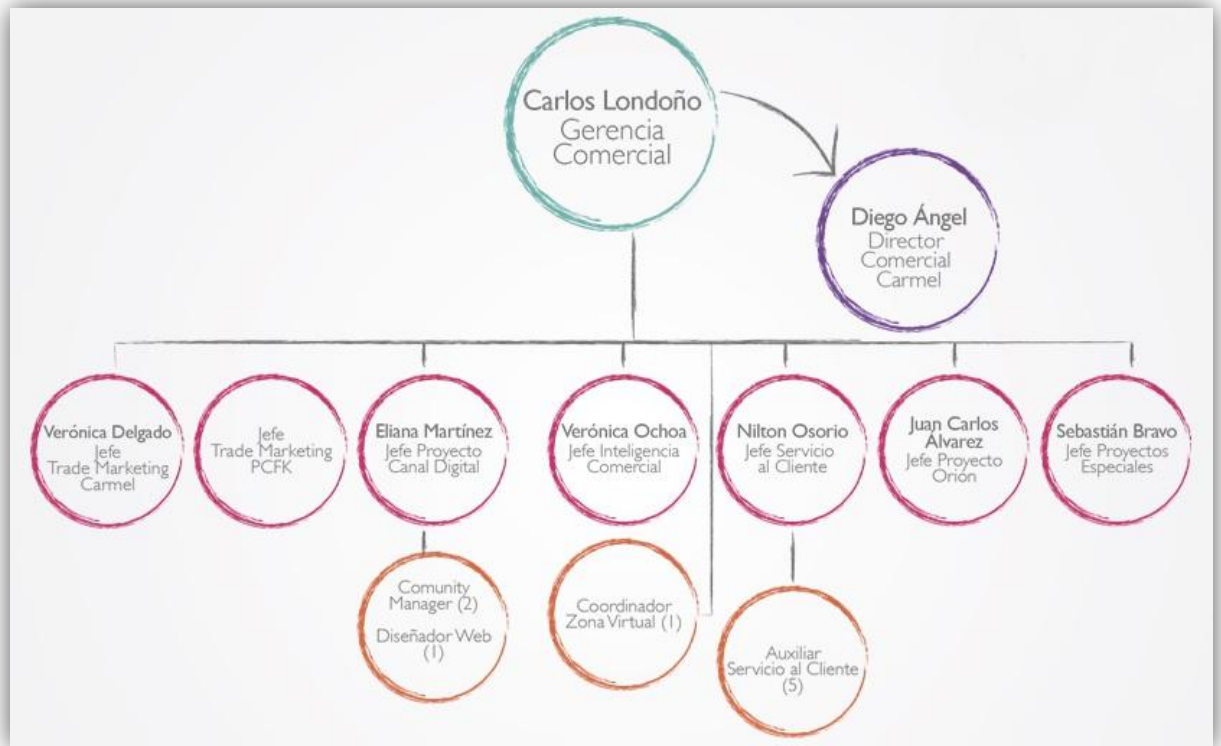 Carlos Londoño
Gerencia
Comercial
Diego Ángel
Director
Comercial
Carmel
Verónica Delgado
Jefe
Trade Marketing
Carmel
Jefe
Trade Marketing
PCFK
Eliana Martínez
Jefe Proyecto
Canal Digital
Verónica Ochoa
Jefe Inteligencia
Comercial
Nilton Osorio
Jefe Servicio
al Cliente
Juan Carlos
Álvarez
Jefe Proyecto
Orión
Sebastián Bravo
Jefe Proyectos
Especiales
Comunity
Manager (2)
Diseñador Web
(1)
Coordinador
Zona Virtual (1)
Auxiliar
Servicio al Cliente
(5)